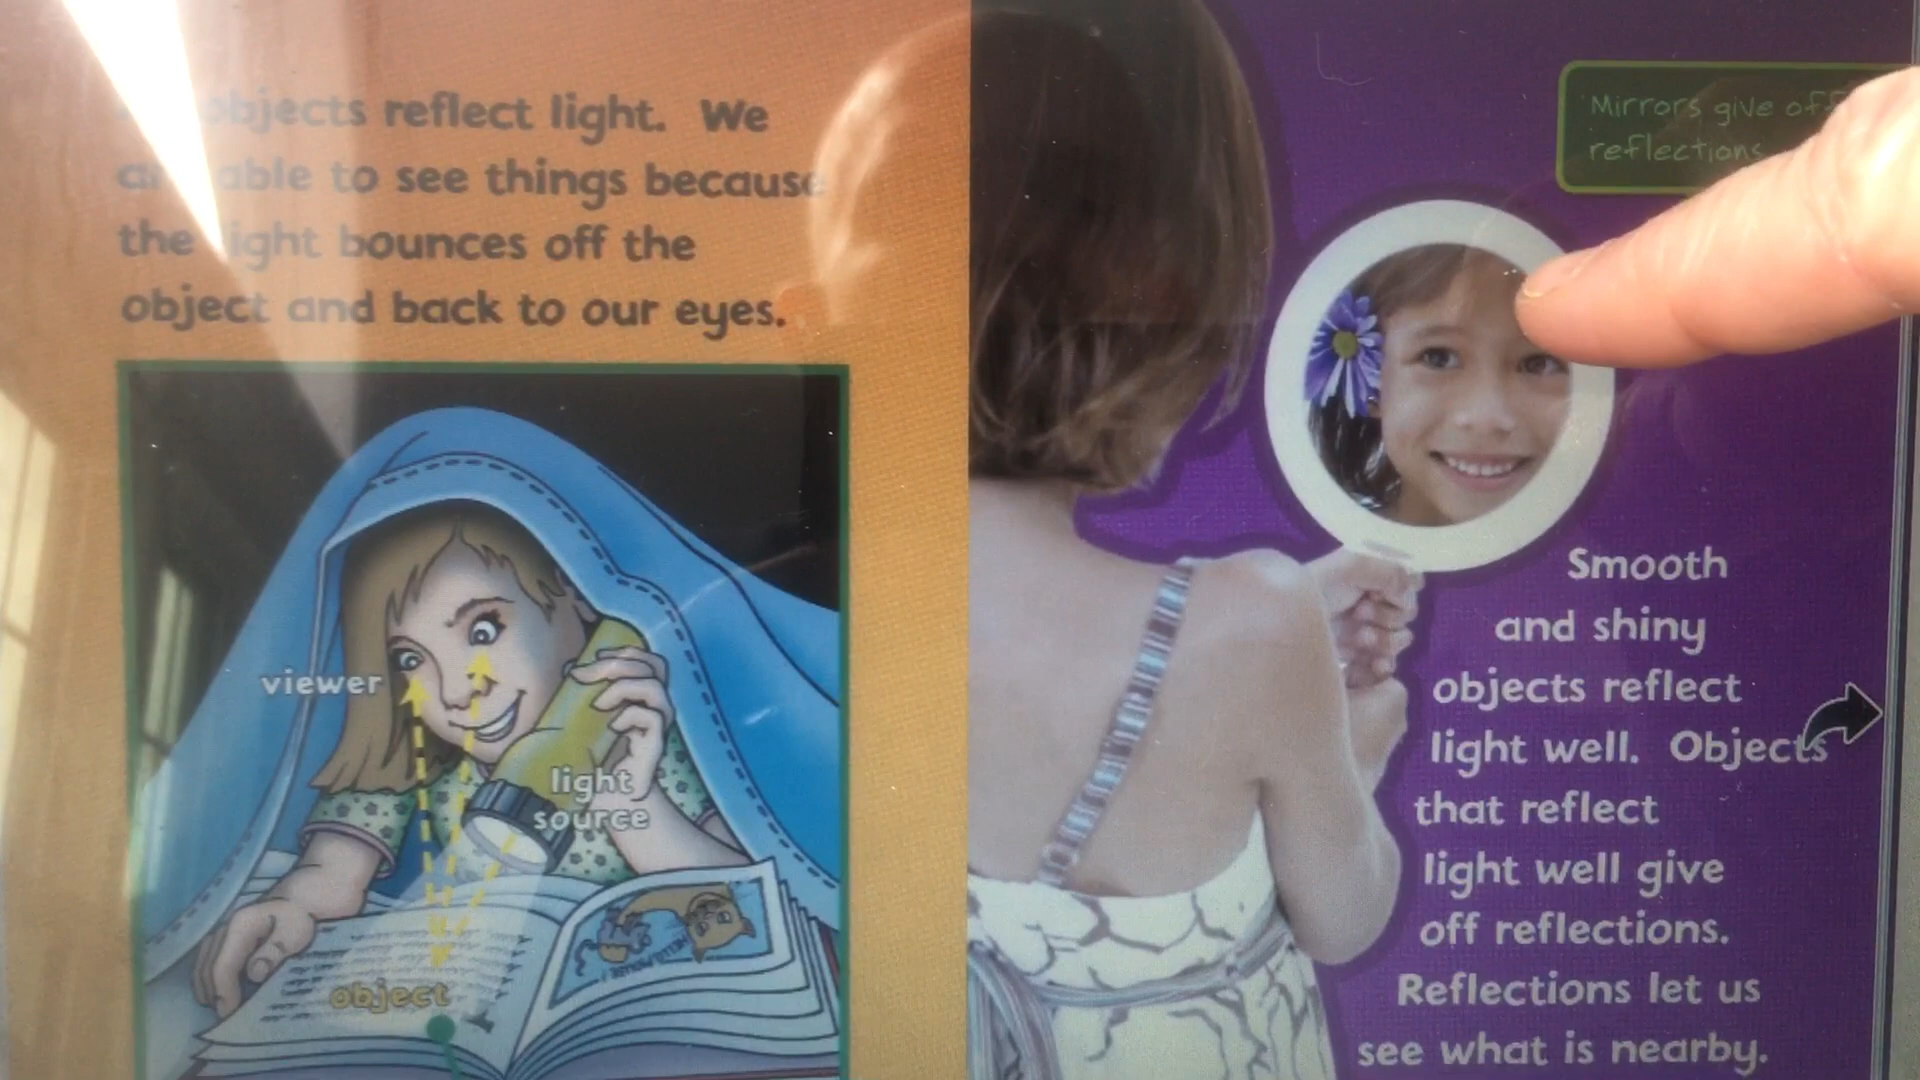 objects reflect light. We
able to see things because
the light bounces off the
object and back to our eyes.
viewer
light
source
object
Mirrors give off
reflections
Smooth
and shiny
objects reflect
light well. Objects
that reflect
light well give
off reflections.
Reflections let us
see what is nearby.